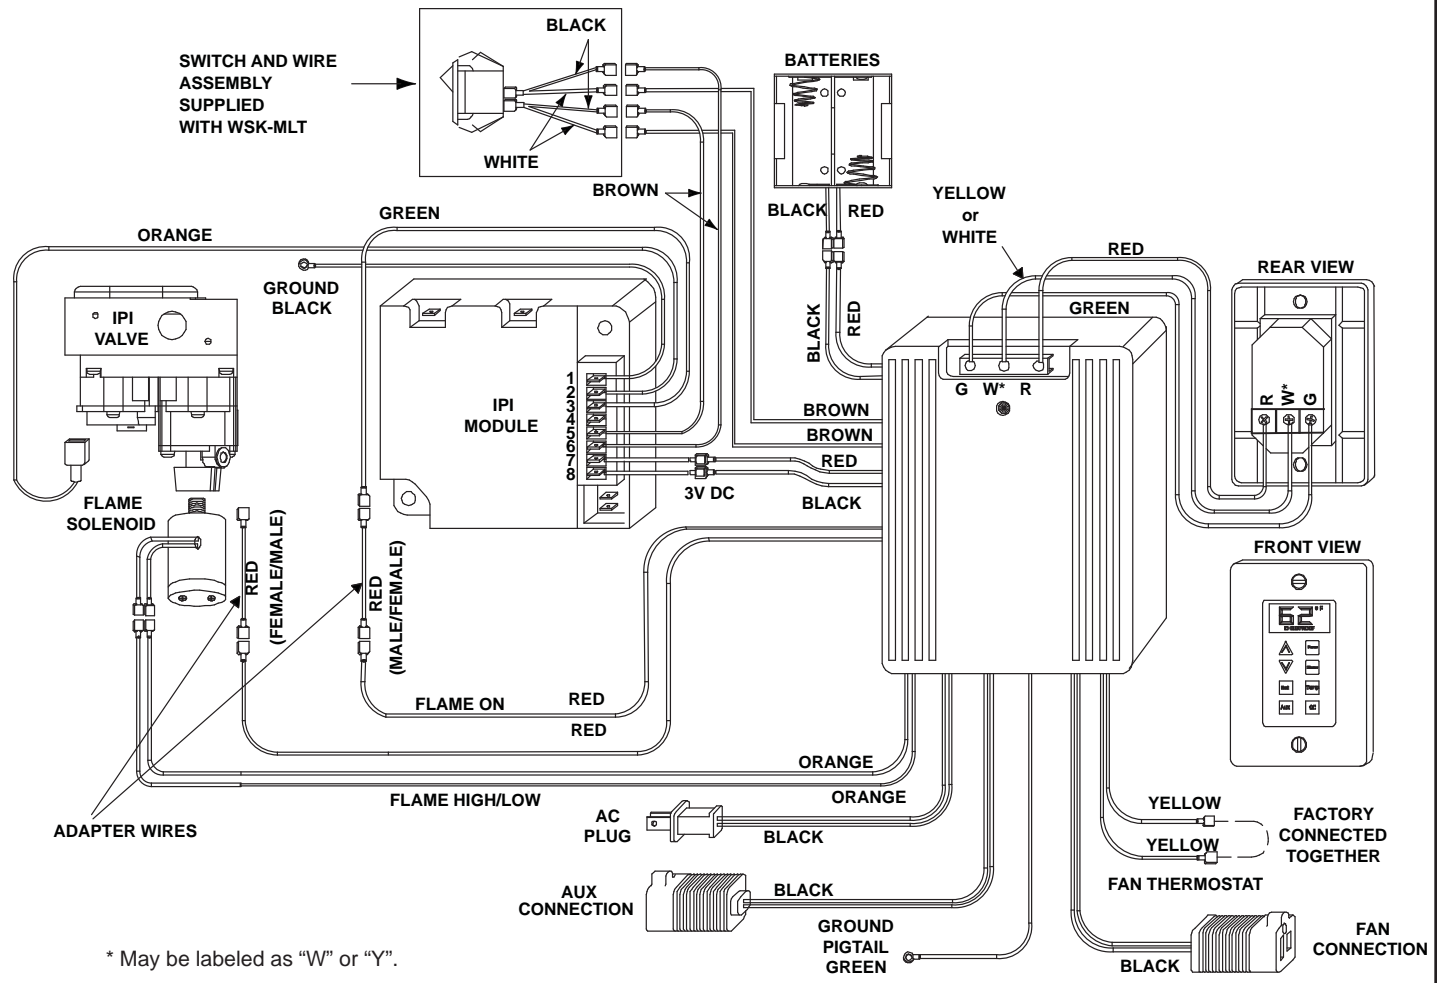 BLACK
SWITCH AND WIRE
ASSEMBLY
SUPPLIED
WITH WSK-MLT
WHITE
BATTERIES
BROWN
BLACK
RED
YELLOW
or
WHITE
GREEN
ORANGE
RED
REAR VIEW
GROUND
BLACK
IPI
VALVE
BLACK
RED
GREEN
G W* R
R
W*
G
1
2
3
4
5
6
7
8
IPI
MODULE
BROWN
BROWN
RED
3V DC
BLACK
FLAME
SOLENOID
RED
(FEMALE/MALE)
RED
(MALE/FEMALE)
FRONT VIEW
62°F
Temp
Set
Aux
FLAME ON
RED
RED
ORANGE
FLAME HIGH/LOW
ORANGE
ADAPTER WIRES
AC
PLUG
BLACK
YELLOW
YELLOW
FACTORY
CONNECTED
TOGETHER
FAN THERMOSTAT
AUX
CONNECTION
BLACK
GROUND
PIGTAIL
GREEN
BLACK
FAN
CONNECTION
* May be labeled as “W” or “Y”.